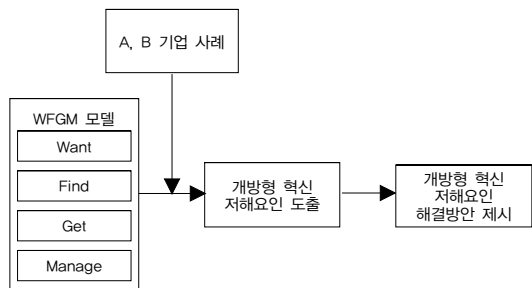 A, B 기업 사례
WFGM 모델
Want
Find
Get
Manage
개방형 혁신
저해요인 도출
개방형 혁신
저해요인
해결방안 제시